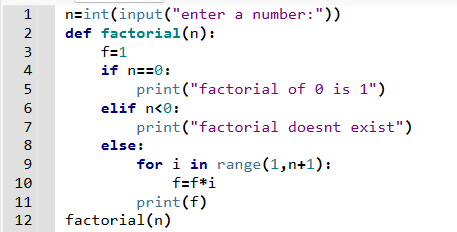 1 n=int(input("enter a number:"))
2 def factorial(n):
3     f=1
4     if n==0:
5         print("factorial of 0 is 1")
6     elif n<0:
7         print("factorial doesnt exist")
8     else:
9         for i in range(1,n+1):
10             f=f*i
11         print(f)
12 factorial(n)